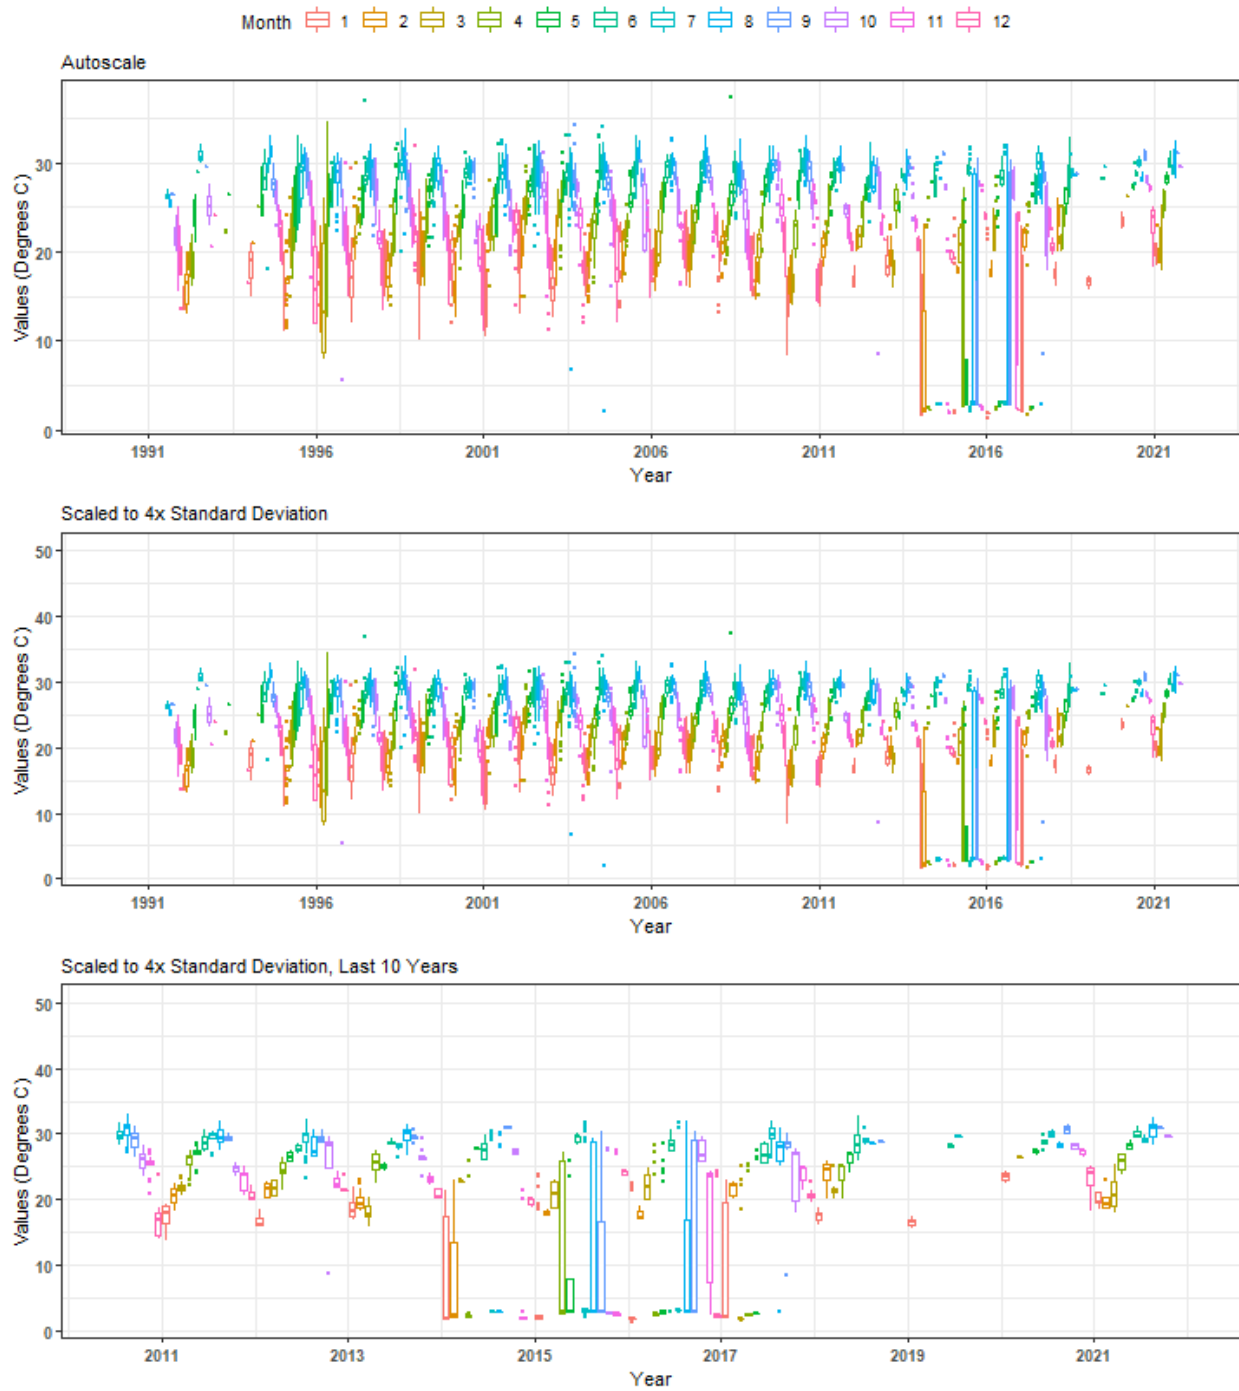 Month 1 2 3 4 5 6 7 8 9 10 11 12
Autoscale
Values (Degrees C)
30
20
10
0
1991 1996 2001 2006 2011 2016 2021
Year
Scaled to 4x Standard Deviation
Values (Degrees C)
50
40
30
20
10
0
1991 1996 2001 2006 2011 2016 2021
Year
Scaled to 4x Standard Deviation, Last 10 Years
Values (Degrees C)
50
40
30
20
10
0
2011 2013 2015 2017 2019 2021
Year